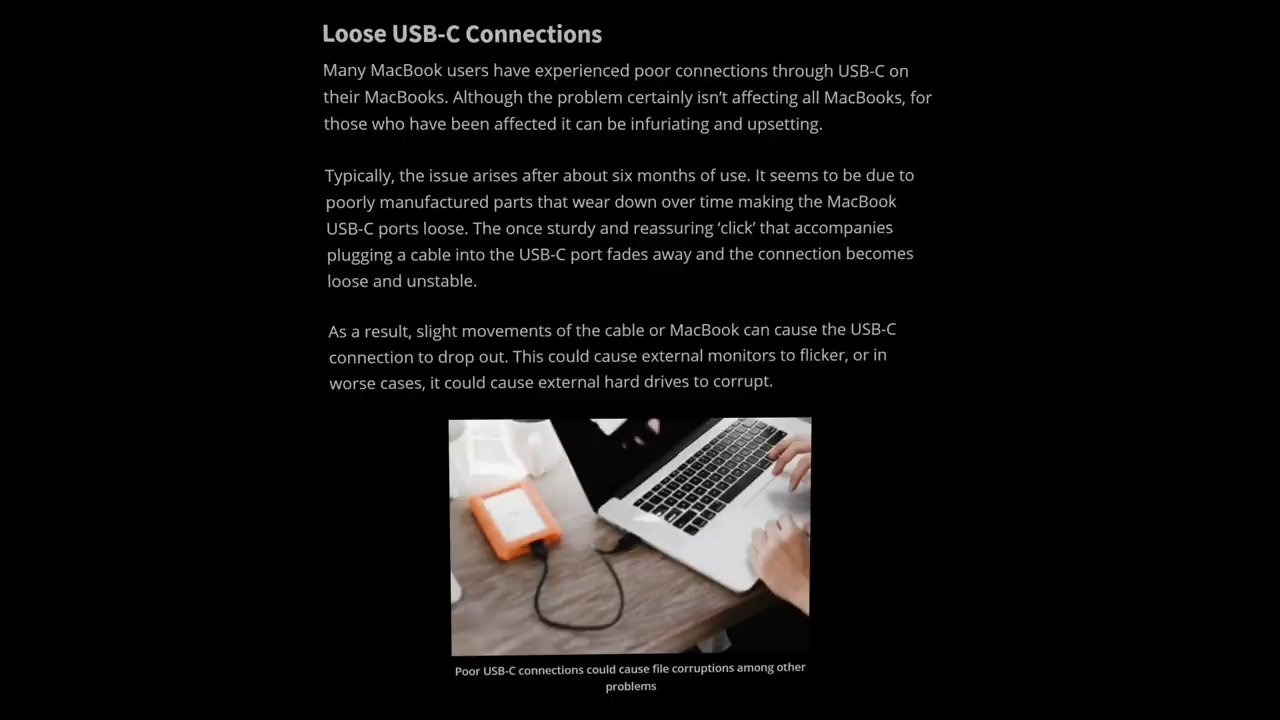 Loose USB-C Connections
Many MacBook users have experienced poor connections through USB-C on
their MacBooks. Although the problem certainly isn’t affecting all MacBooks, for
those who have been affected it can be infuriating and upsetting.
Typically, the issue arises after about six months of use. It seems to be due to
poorly manufactured parts that wear down over time making the MacBook
USB-C ports loose. The once sturdy and reassuring ‘click’ that accompanies
plugging a cable into the USB-C port fades away and the connection becomes
loose and unstable.
As a result, slight movements of the cable or MacBook can cause the USB-C
connection to drop out. This could cause external monitors to flicker, or in
worse cases, it could cause external hard drives to corrupt.
Poor USB-C connections could cause file corruptions among other
problems